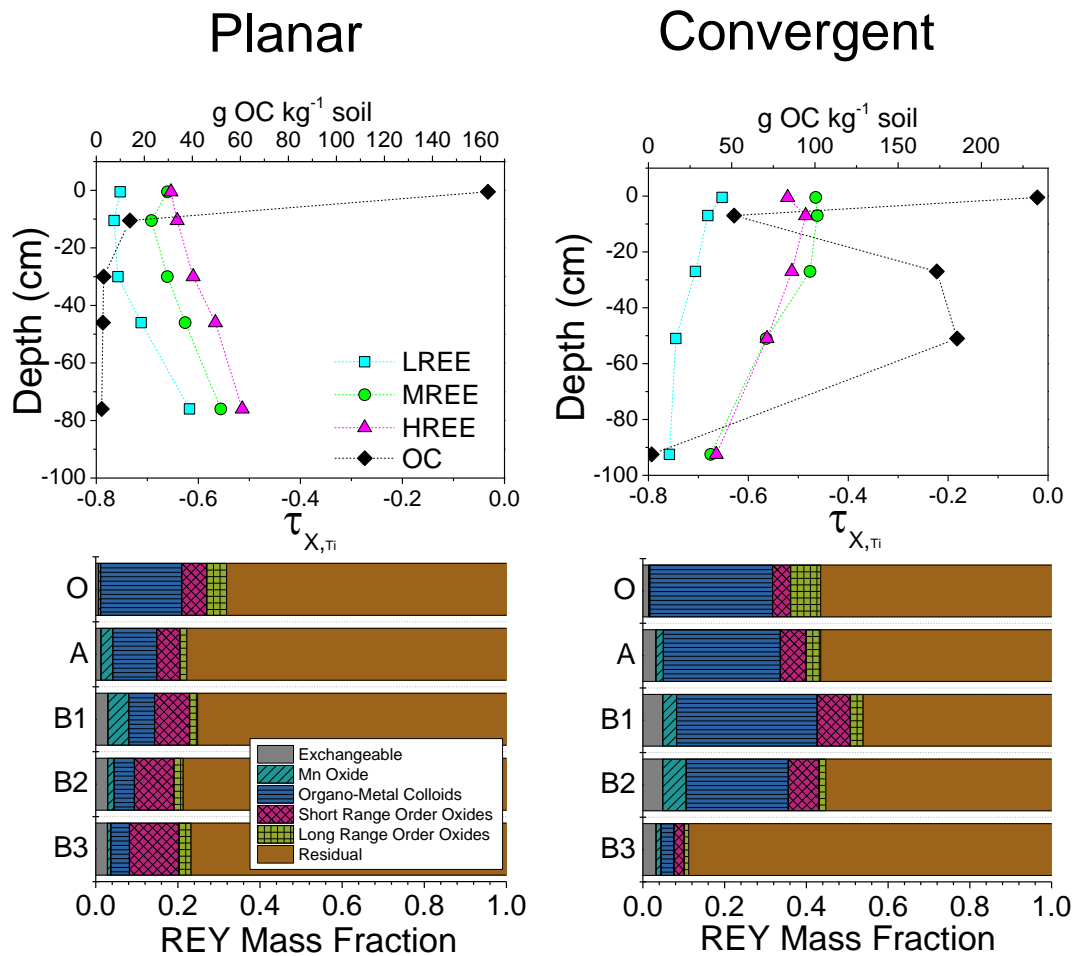 Planar
Convergent
g OC kg⁻¹ soil
0 20 40 60 80 100 120 140 160
g OC kg⁻¹ soil
0 50 100 150 200
Depth (cm)
0
-20
-40
-60
-80
-100
LREE
MREE
HREE
OC
-0.8 -0.6 -0.4 -0.2 0.0
τX,Ti
Depth (cm)
0
-20
-40
-60
-80
-100
-0.8 -0.6 -0.4 -0.2 0.0
τX,Ti
O
A
B1
B2
B3
Exchangeable
Mn Oxide
Organo-Metal Colloids
Short Range Order Oxides
Long Range Order Oxides
Residual
0.0 0.2 0.4 0.6 0.8 1.0
REY Mass Fraction
O
A
B1
B2
B3
0.0 0.2 0.4 0.6 0.8 1.0
REY Mass Fraction